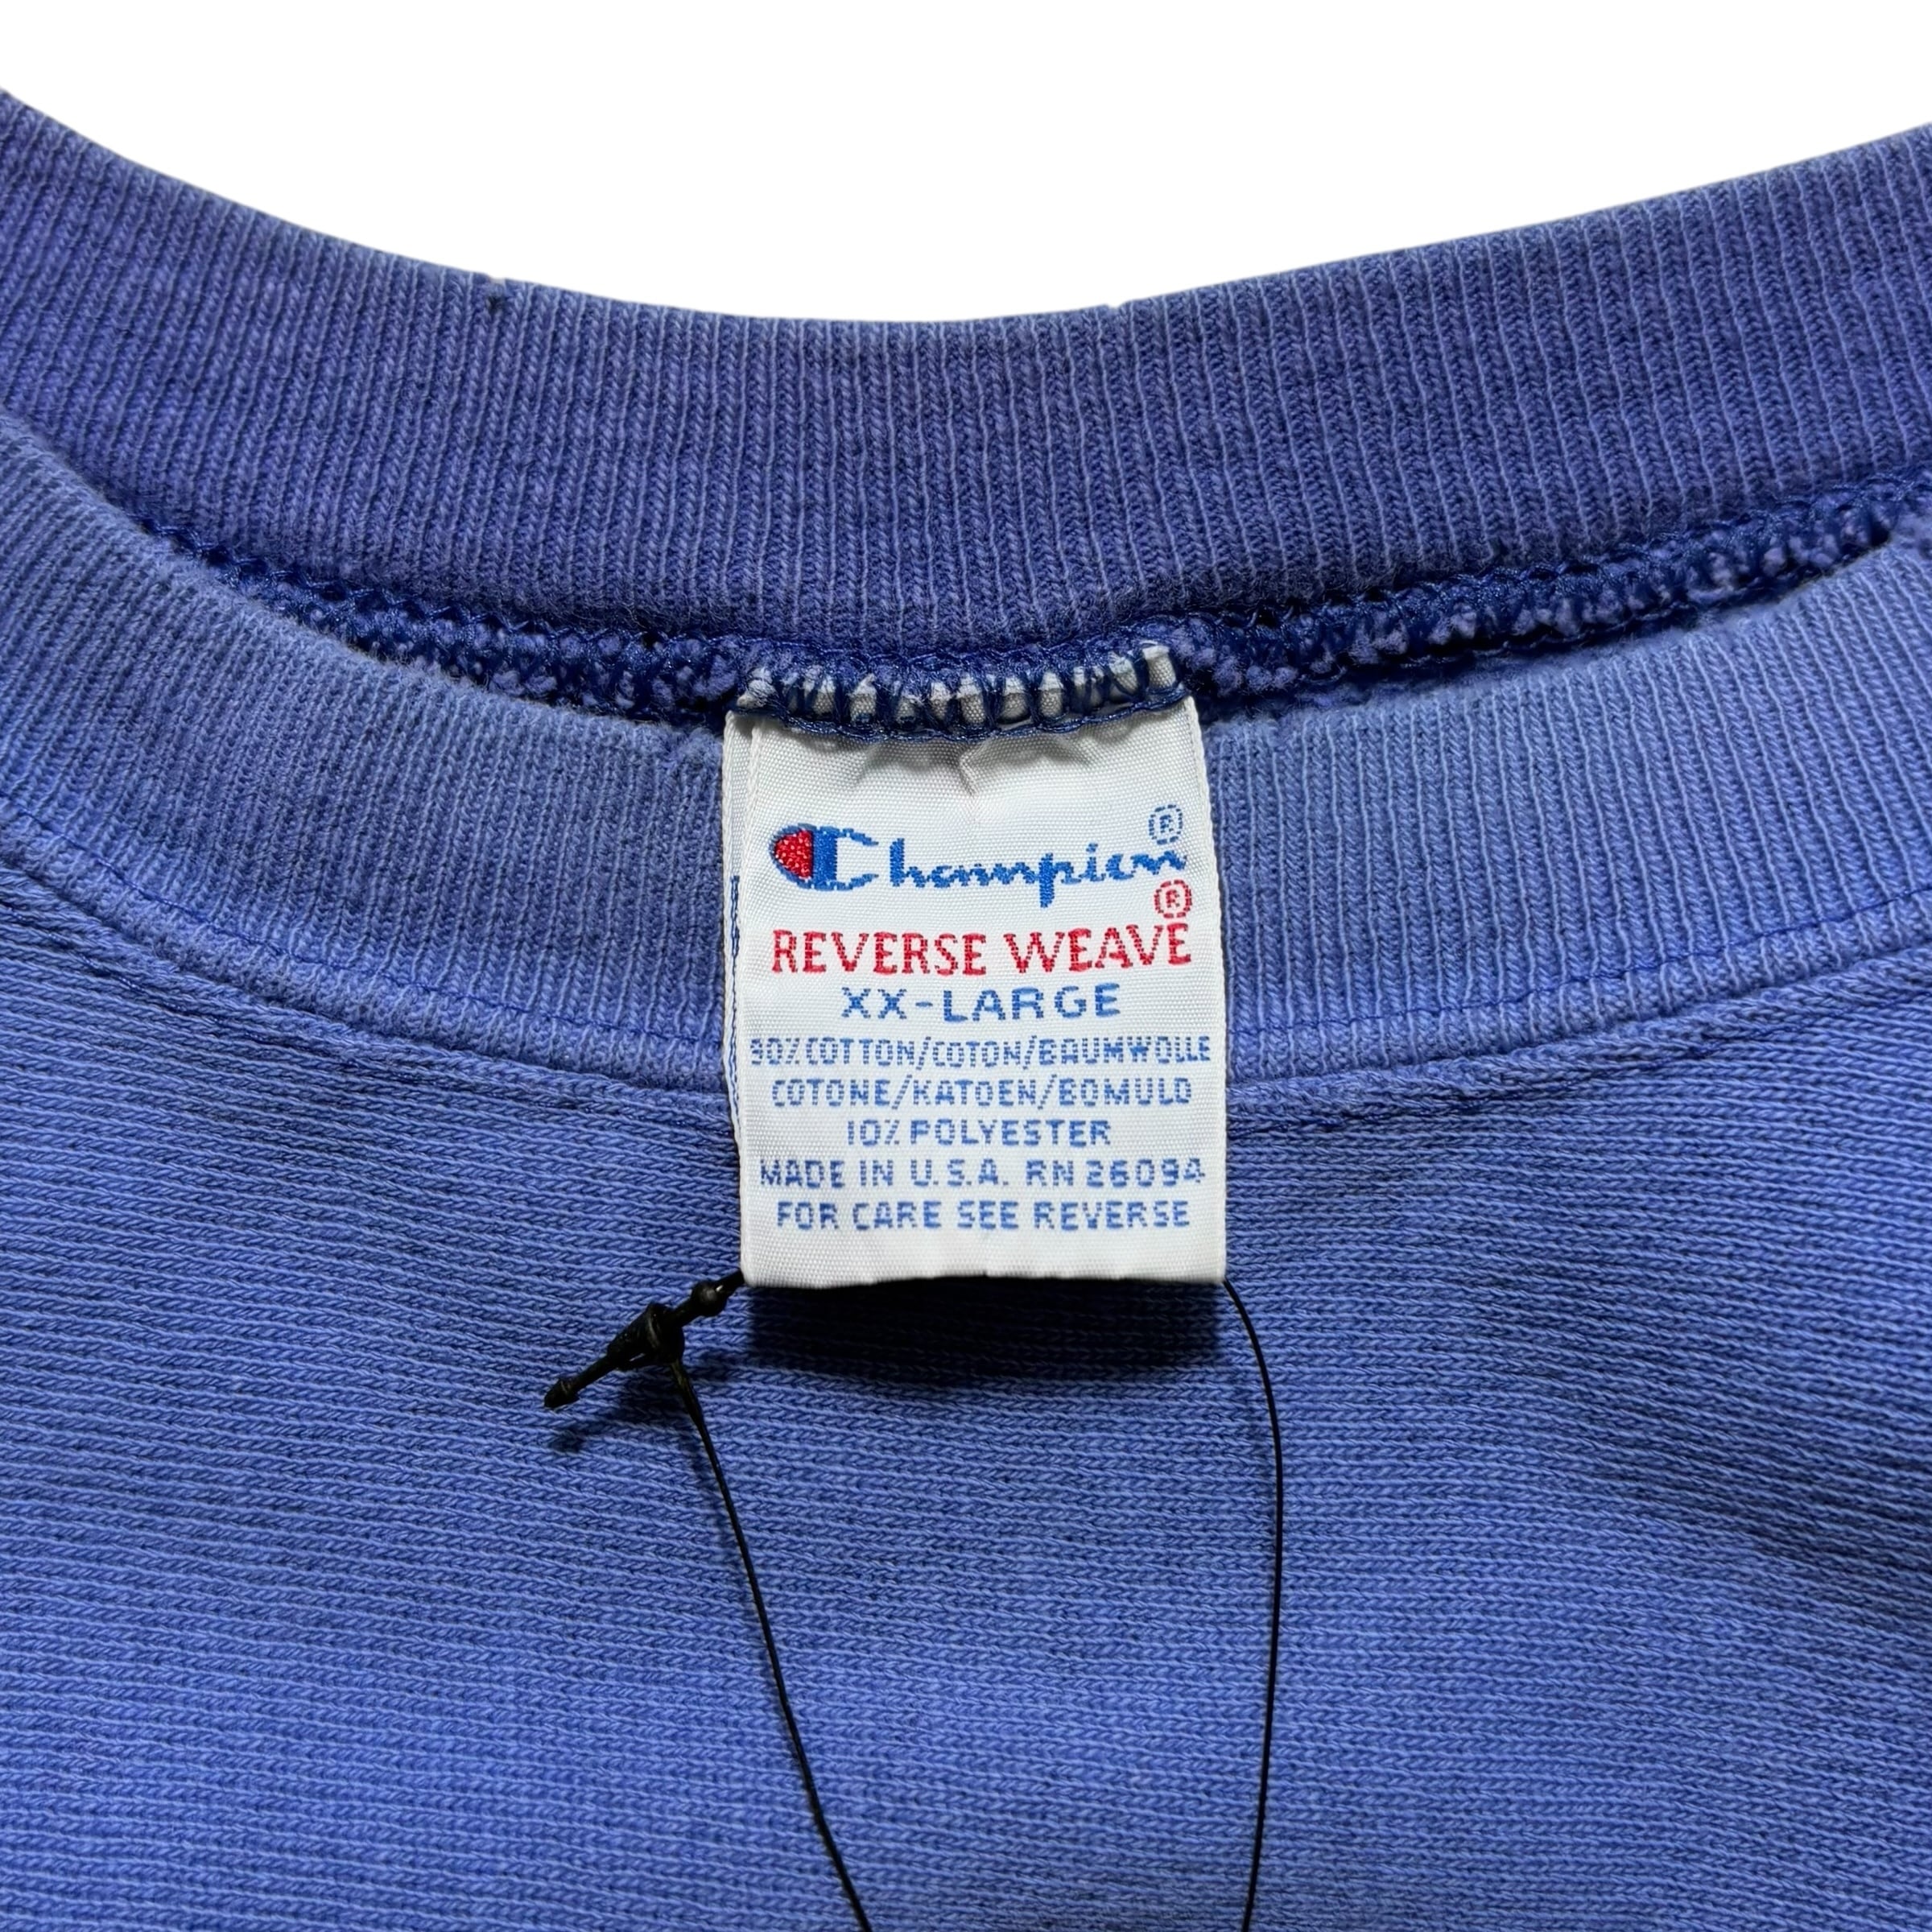 Champion®
REVERSE WEAVE®
XX-LARGE
90% COTTON/COTON/BAUMWOLLE
COTONE/KATOEN/BOMULD
10% POLYESTER
MADE IN U.S.A. RN 26094
FOR CARE SEE REVERSE